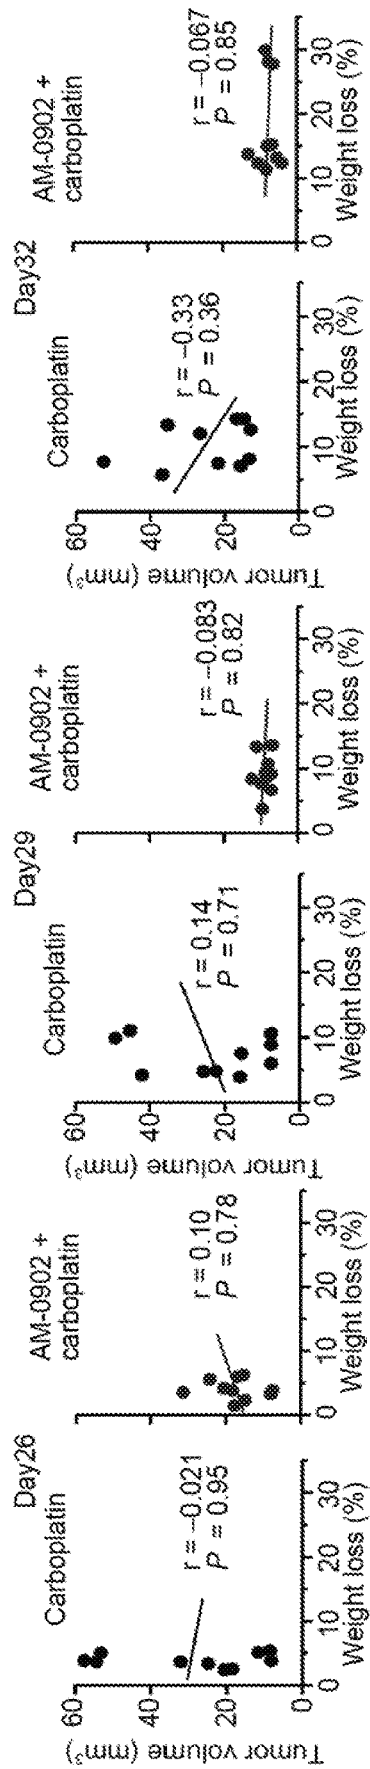 Day26
Carboplatin
AM-0902 +
carboplatin
Tumor volume (mm³)
60
40
20
0
r = –0.021
P = 0.95
0 10 20 30
Weight loss (%)
r = 0.10
P = 0.78
0 10 20 30
Weight loss (%)
Day29
Carboplatin
AM-0902 +
carboplatin
Tumor volume (mm³)
60
40
20
0
r = 0.14
P = 0.71
0 10 20 30
Weight loss (%)
r = –0.083
P = 0.82
0 10 20 30
Weight loss (%)
Day32
Carboplatin
AM-0902 +
carboplatin
Tumor volume (mm³)
60
40
20
0
r = –0.33
P = 0.36
0 10 20 30
Weight loss (%)
r = –0.067
P = 0.85
0 10 20 30
Weight loss (%)